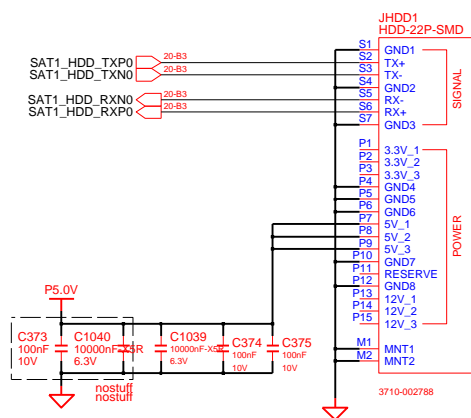 JHDD1
HDD-22P-SMD
SAT1_HDD_TXP0 20-B3 S1 GND1
SAT1_HDD_TXN0 20-B3 S2 TX+
S3 TX-
S4 GND2
SAT1_HDD_RXN0 20-B3 S5 RX-
SAT1_HDD_RXP0 20-B3 S6 RX+
S7 GND3
SIGNAL
P1 3.3V_1
P2 3.3V_2
P3 3.3V_3
P4 GND4
P5 GND5
P6 GND6
P7 5V_1
P8 5V_2
P9 5V_3
P10 GND7
P11 RESERVE
P12 GND8
P13 12V_1
P14 12V_2
P15 12V_3
POWER
M1 MNT1
M2 MNT2
3710-002788
P5.0V
C373
100nF
10V
C1040
10000nF-X5R
6.3V
C1039
10000nF-X5R
6.3V
C374
100nF
10V
C375
100nF
10V
nostuff
nostuff